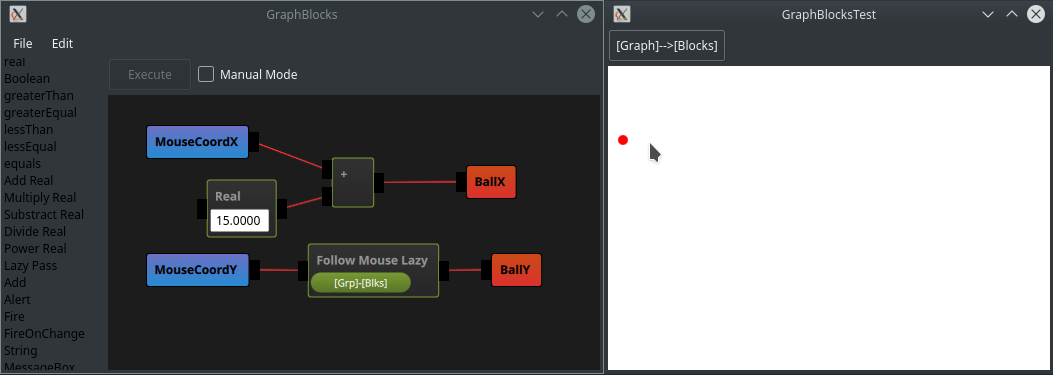 GraphBlocks
File Edit
real
Boolean
greaterThan
greaterEqual
lessThan
lessEqual
equals
Add Real
Multiply Real
Substract Real
Divide Real
Power Real
Lazy Pass
Add
Alert
Fire
FireOnChange
String
MessageBox
Execute Manual Mode
MouseCoordX
+
Real
15.0000
BallX
MouseCoordY
Follow Mouse Lazy
[Grp]-[Blks]
BallY
GraphBlocksTest
[Graph]-->[Blocks]